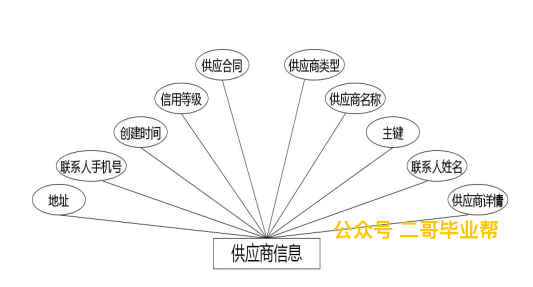 供应合同
供应商类型
信用等级
供应商名称
创建时间
主键
联系人手机号
联系人姓名
地址
供应商详情
公众号 二哥毕业帮
供应商信息